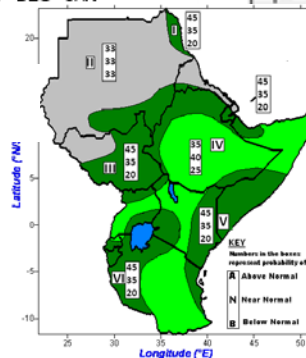 I
45
35
20
II
33
33
33
45
35
20
III
45
35
20
35
40
25
IV
45
35
20
V
VI
45
35
20
KEY
Numbers in the boxes
represent probability of
A Above Normal
N Near Normal
B Below Normal
Latitude (°N)
20
10
0
-5
-10
25
30
35
40
45
50
Longitude (°E)